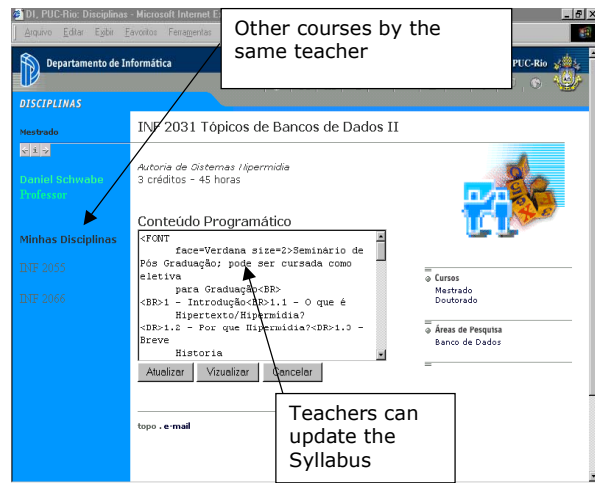 DI, PUC-Rio: Disciplinas - Microsoft Internet E
Arquivo Editar Exibir Favoritos Ferramentas
Other courses by the
same teacher
Departamento de Informática
PUC-Rio
DISCIPLINAS
Mestrado
INF 2031 Tópicos de Bancos de Dados II
Autoria de Sistemas Hipermidia
3 créditos - 45 horas
Daniel Schwabe
Professor
Conteúdo Programático
Minhas Disciplinas
INF 2055
INF 2066
<FONT
face=Verdana size=2>Seminário de
Pós Graduação; pode ser cursada como
eletiva
para Graduação<BR>
<BR>1 - Introdução<BR>1.1 - O que é
Hipertexto/Hipermídia?
<BR>1.2 - Por que Hipermídia?<BR>1.3 -
Breve
Historia
Cursos
Mestrado
Doutorado
Áreas de Pesquisa
Banco de Dados
Atualizar Vizualizar Cancelar
Teachers can
update the
Syllabus
topo . e-mail